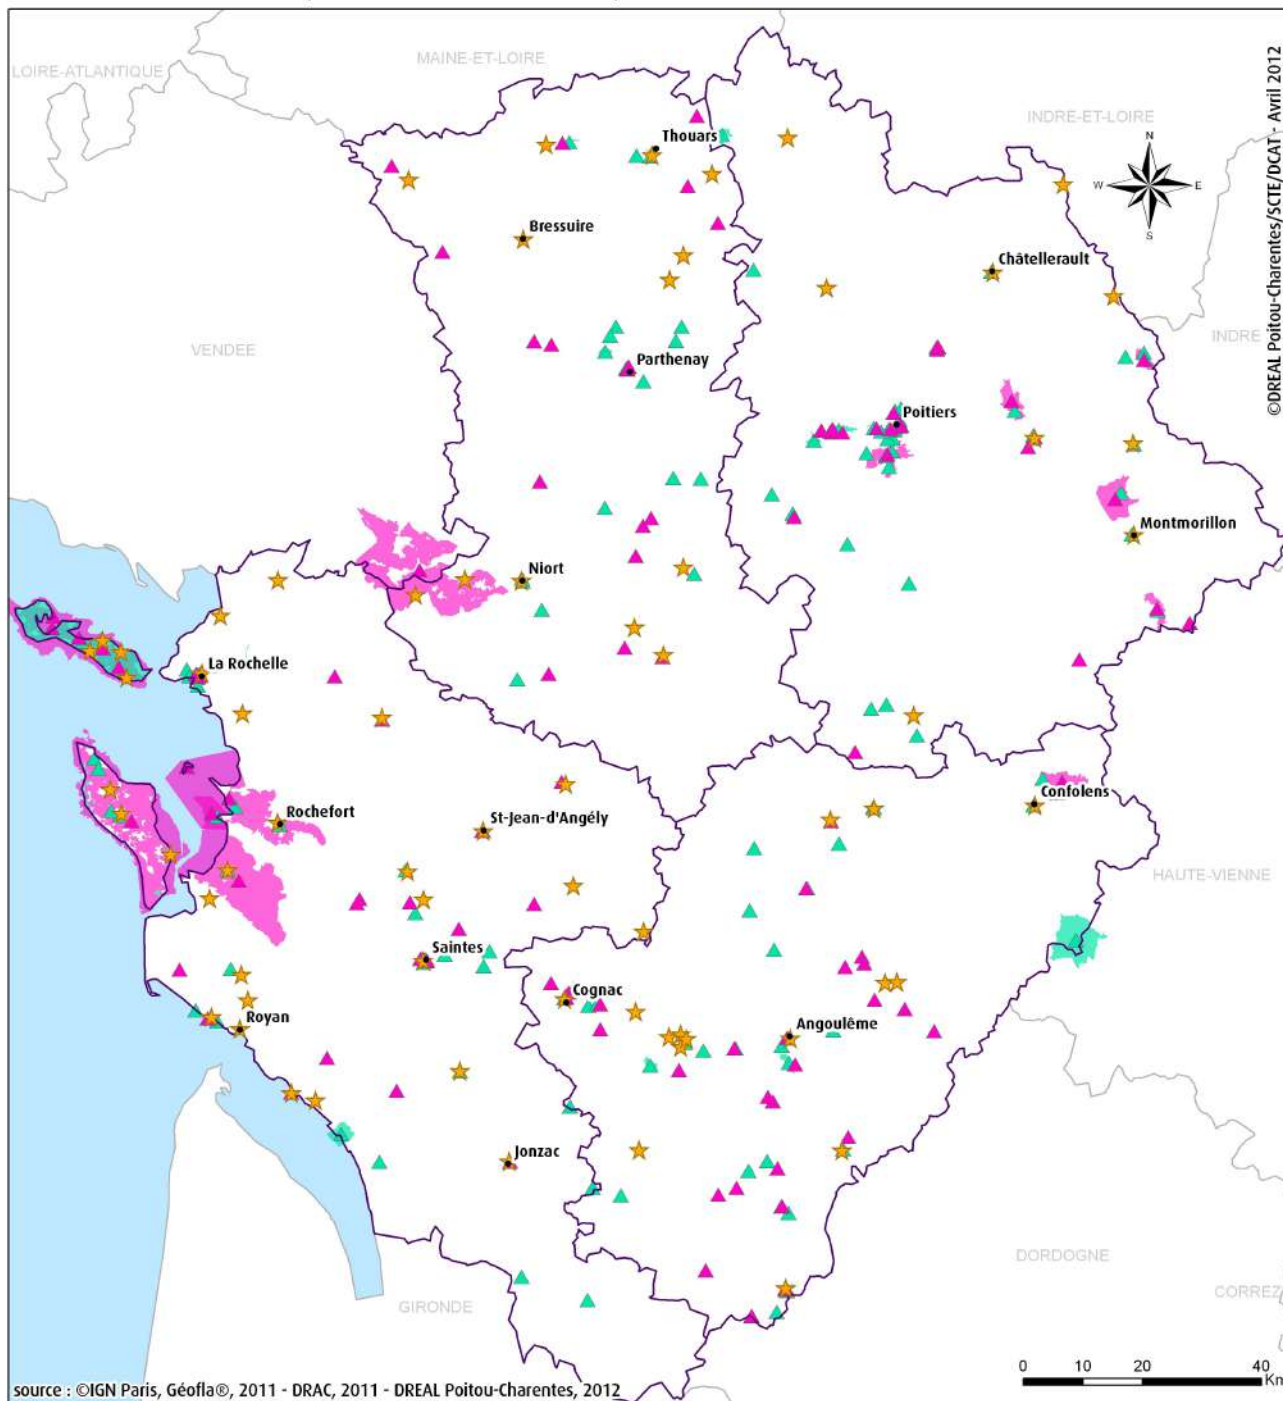 LOIRE-ATLANTIQUE
MAINE-ET-LOIRE
INDRE-ET-LOIRE
©DREAL Poitou-Charentes/SCTE/DCAT - Avril 2012
N
W
E
S
Thouars
Bressuire
Châtellerault
VENDEE
INDRE
Parthenay
Poitiers
Montmorillon
Niort
La Rochelle
Rochefort
St-Jean-d'Angély
Confolens
HAUTE-VIENNE
Saintes
Cognac
Royan
Angoulême
Jonzac
DORDOGNE
CORREZ
GIRONDE
0 10 20 40
Km
source : ©IGN Paris, Géofla®, 2011 - DRAC, 2011 - DREAL Poitou-Charentes, 2012